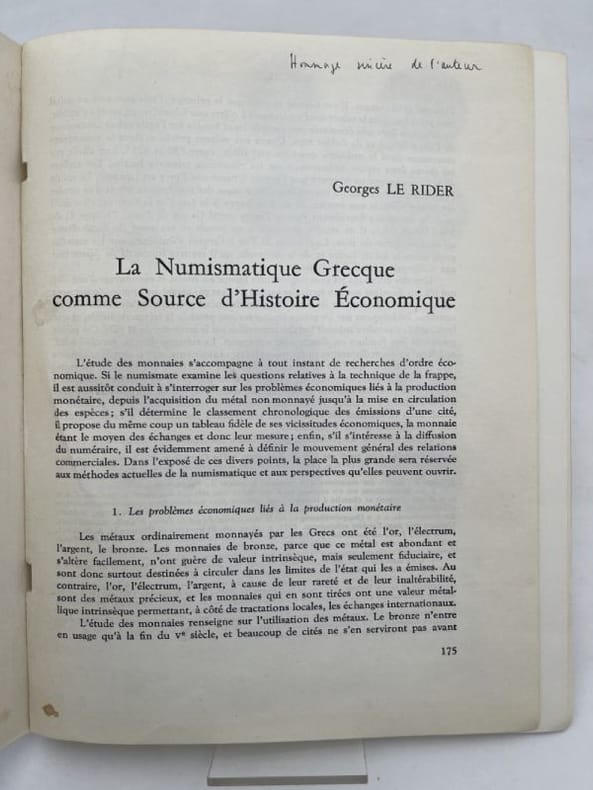 Hommage sincère de l'auteur
Georges LE RIDER
La Numismatique Grecque
comme Source d'Histoire Économique
L'étude des monnaies s'accompagne à tout instant de recherches d'ordre éco-
nomique. Si le numismate examine les questions relatives à la technique de la frappe,
il est aussitôt conduit à s'interroger sur les problèmes économiques liés à la production
monétaire, depuis l'acquisition du métal non monnayé jusqu'à la mise en circulation
des espèces; s'il détermine le classement chronologique des émissions d'une cité,
il propose du même coup un tableau fidèle de ses vicissitudes économiques, la monnaie
étant le moyen des échanges et donc leur mesure; enfin, s'il s'intéresse à la diffusion
du numéraire, il est évidemment amené à définir le mouvement général des relations
commerciales. Dans l'exposé de ces divers points, la place la plus grande sera réservée
aux méthodes actuelles de la numismatique et aux perspectives qu'elles peuvent ouvrir.
1. Les problèmes économiques liés à la production monétaire
Les métaux ordinairement monnayés par les Grecs ont été l'or, l'électrum,
l'argent, le bronze. Les monnaies de bronze, parce que ce métal est abondant et
s'altère facilement, n'ont guère de valeur intrinsèque, mais seulement fiduciaire, et
sont donc surtout destinées à circuler dans les limites de l'état qui les a émises. Au
contraire, l'or, l'électrum, l'argent, à cause de leur rareté et de leur inaltérabilité,
sont des métaux précieux, et les monnaies qui en sont tirées ont une valeur métal-
lique intrinsèque permettant, à côté de tractations locales, les échanges internationaux.
L'étude des monnaies renseigne sur l'utilisation des métaux. Le bronze n'entre
en usage qu'à la fin du Vᵉ siècle, et beaucoup de cités ne s'en serviront pas avant
175